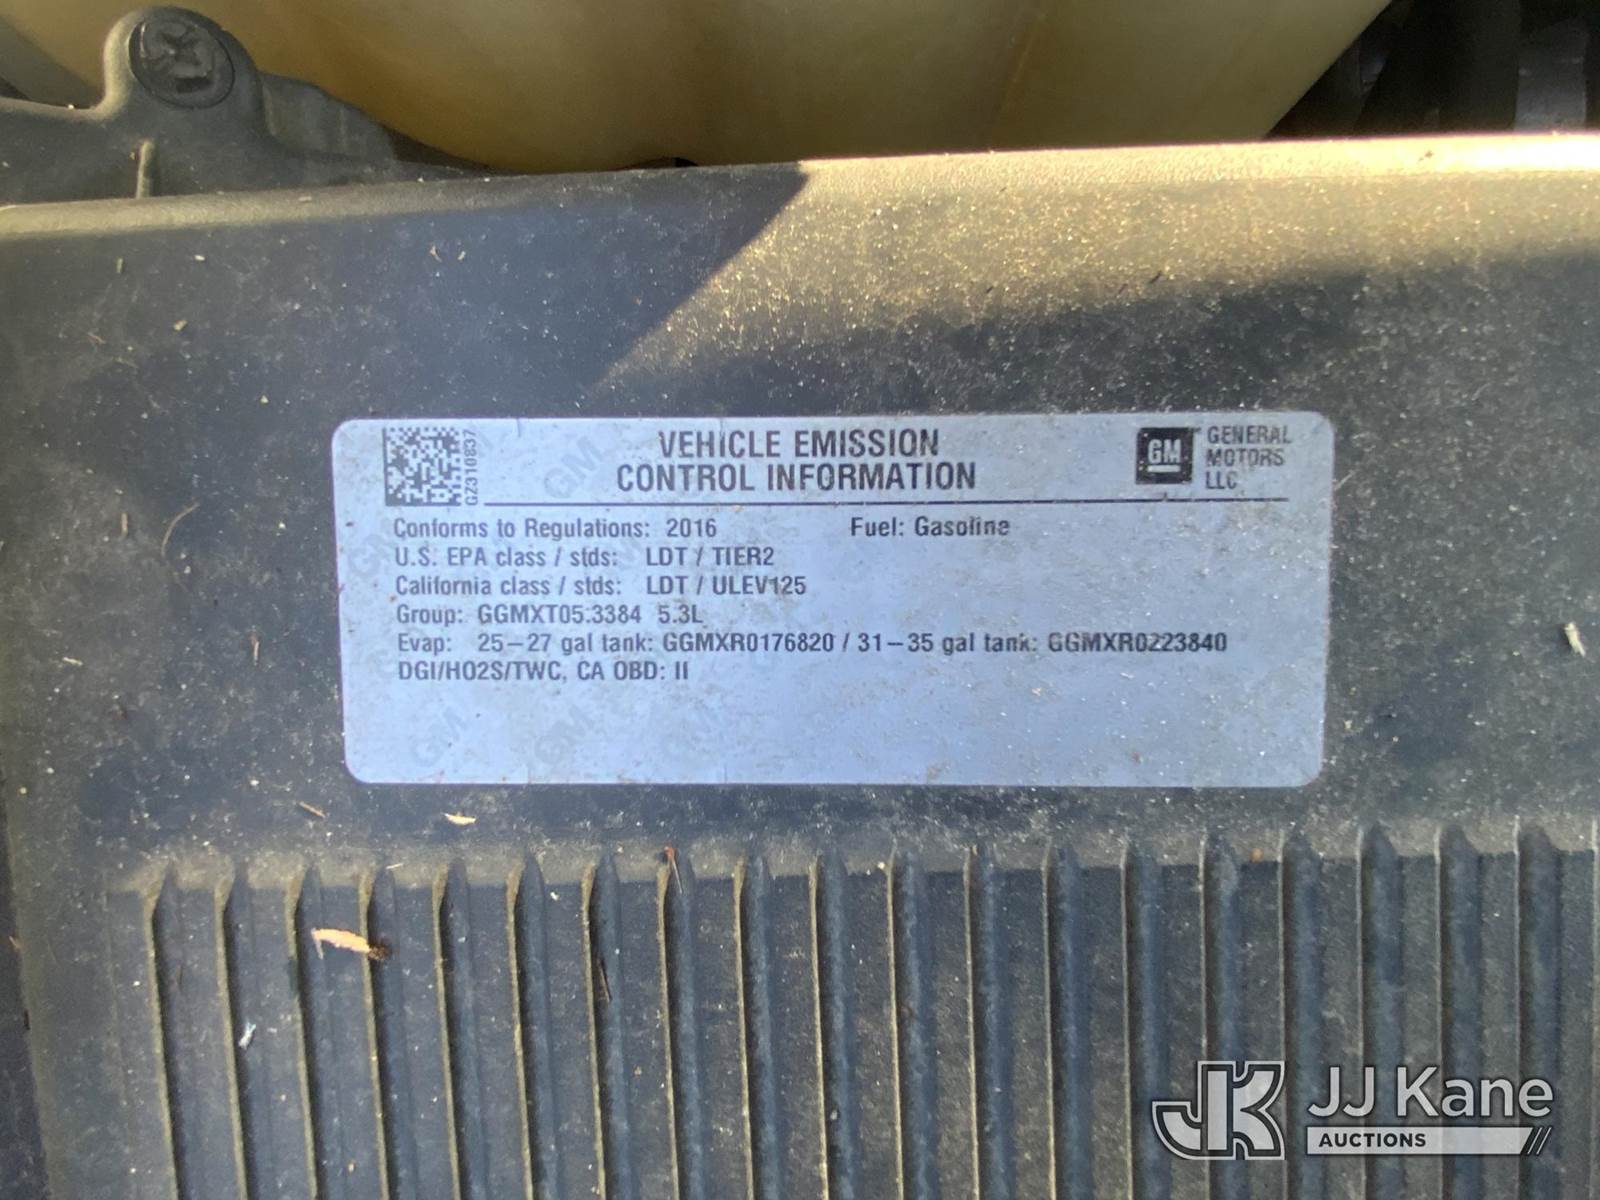 GZ310837
VEHICLE EMISSION
CONTROL INFORMATION
GM
GENERAL
MOTORS
LLC
Conforms to Regulations: 2016 Fuel: Gasoline
U.S. EPA class / stds: LDT / TIER2
California class / stds: LDT / ULEV125
Group: GGMXT05.3384 5.3L
Evap: 25–27 gal tank: GGMXR0176820 / 31–35 gal tank: GGMXR0223840
DGI/HO2S/TWC, CA OBD: II
JK
JJ Kane
AUCTIONS